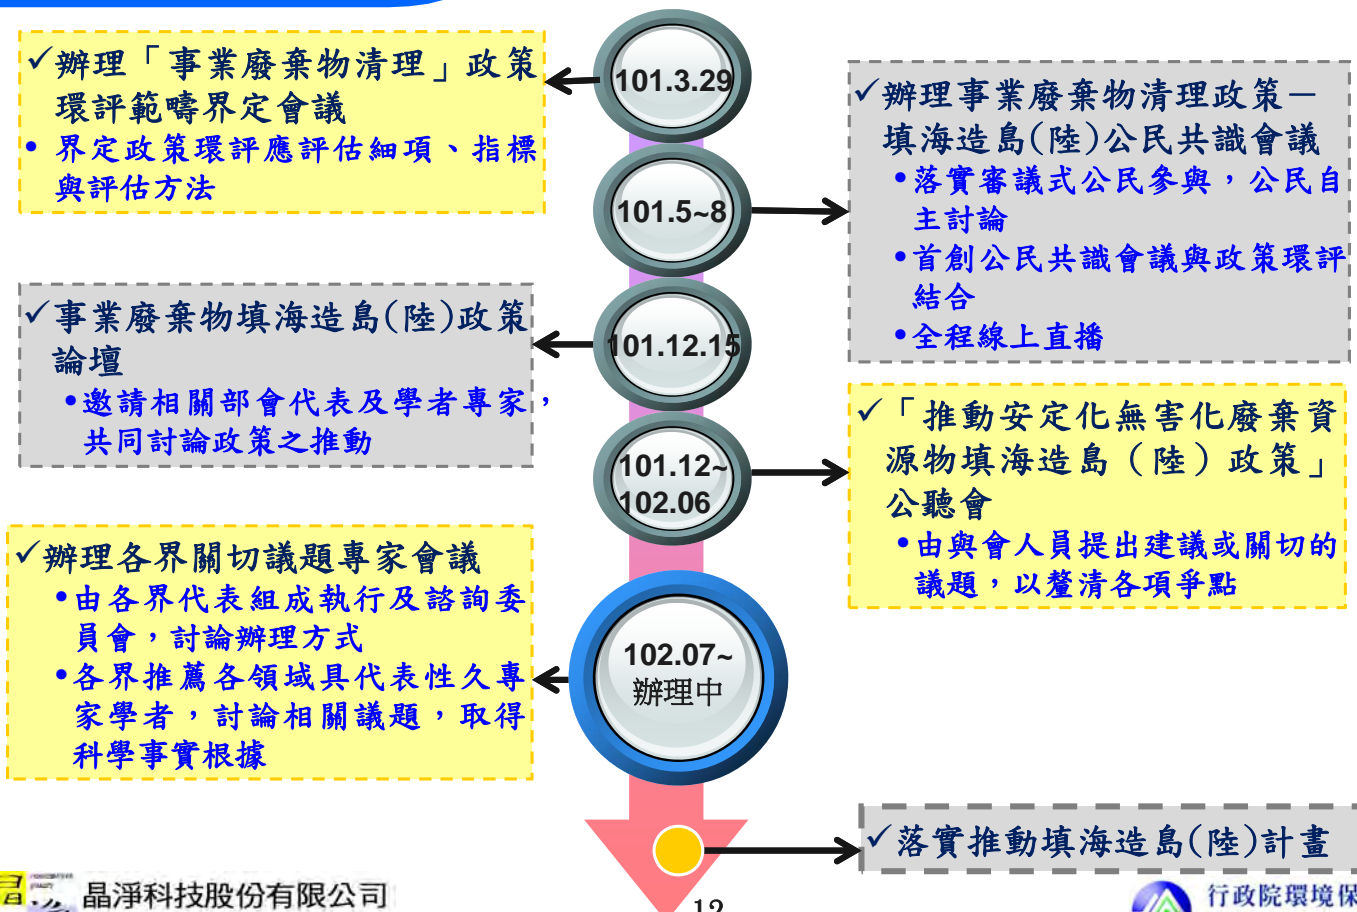 101.3.29
✓辦理「事業廢棄物清理」政策
環評範疇界定會議
•界定政策環評應評估細項、指標
與評估方法
101.5~8
✓辦理事業廢棄物清理政策－
填海造島(陸)公民共識會議
•落實審議式公民參與，公民自
主討論
•首創公民共識會議與政策環評
結合
•全程線上直播
101.12.15
✓事業廢棄物填海造島(陸)政策
論壇
•邀請相關部會代表及學者專家，
共同討論政策之推動
101.12~
102.06
✓「推動安定化無害化廢棄資
源物填海造島（陸）政策」
公聽會
•由與會人員提出建議或關切的
議題，以釐清各項爭點
102.07~
辦理中
✓辦理各界關切議題專家會議
•由各界代表組成執行及諮詢委
員會，討論辦理方式
•各界推薦各領域具代表性久專
家學者，討論相關議題，取得
科學事實根據
✓落實推動填海造島(陸)計畫
晶淨科技股份有限公司
12
行政院環境保